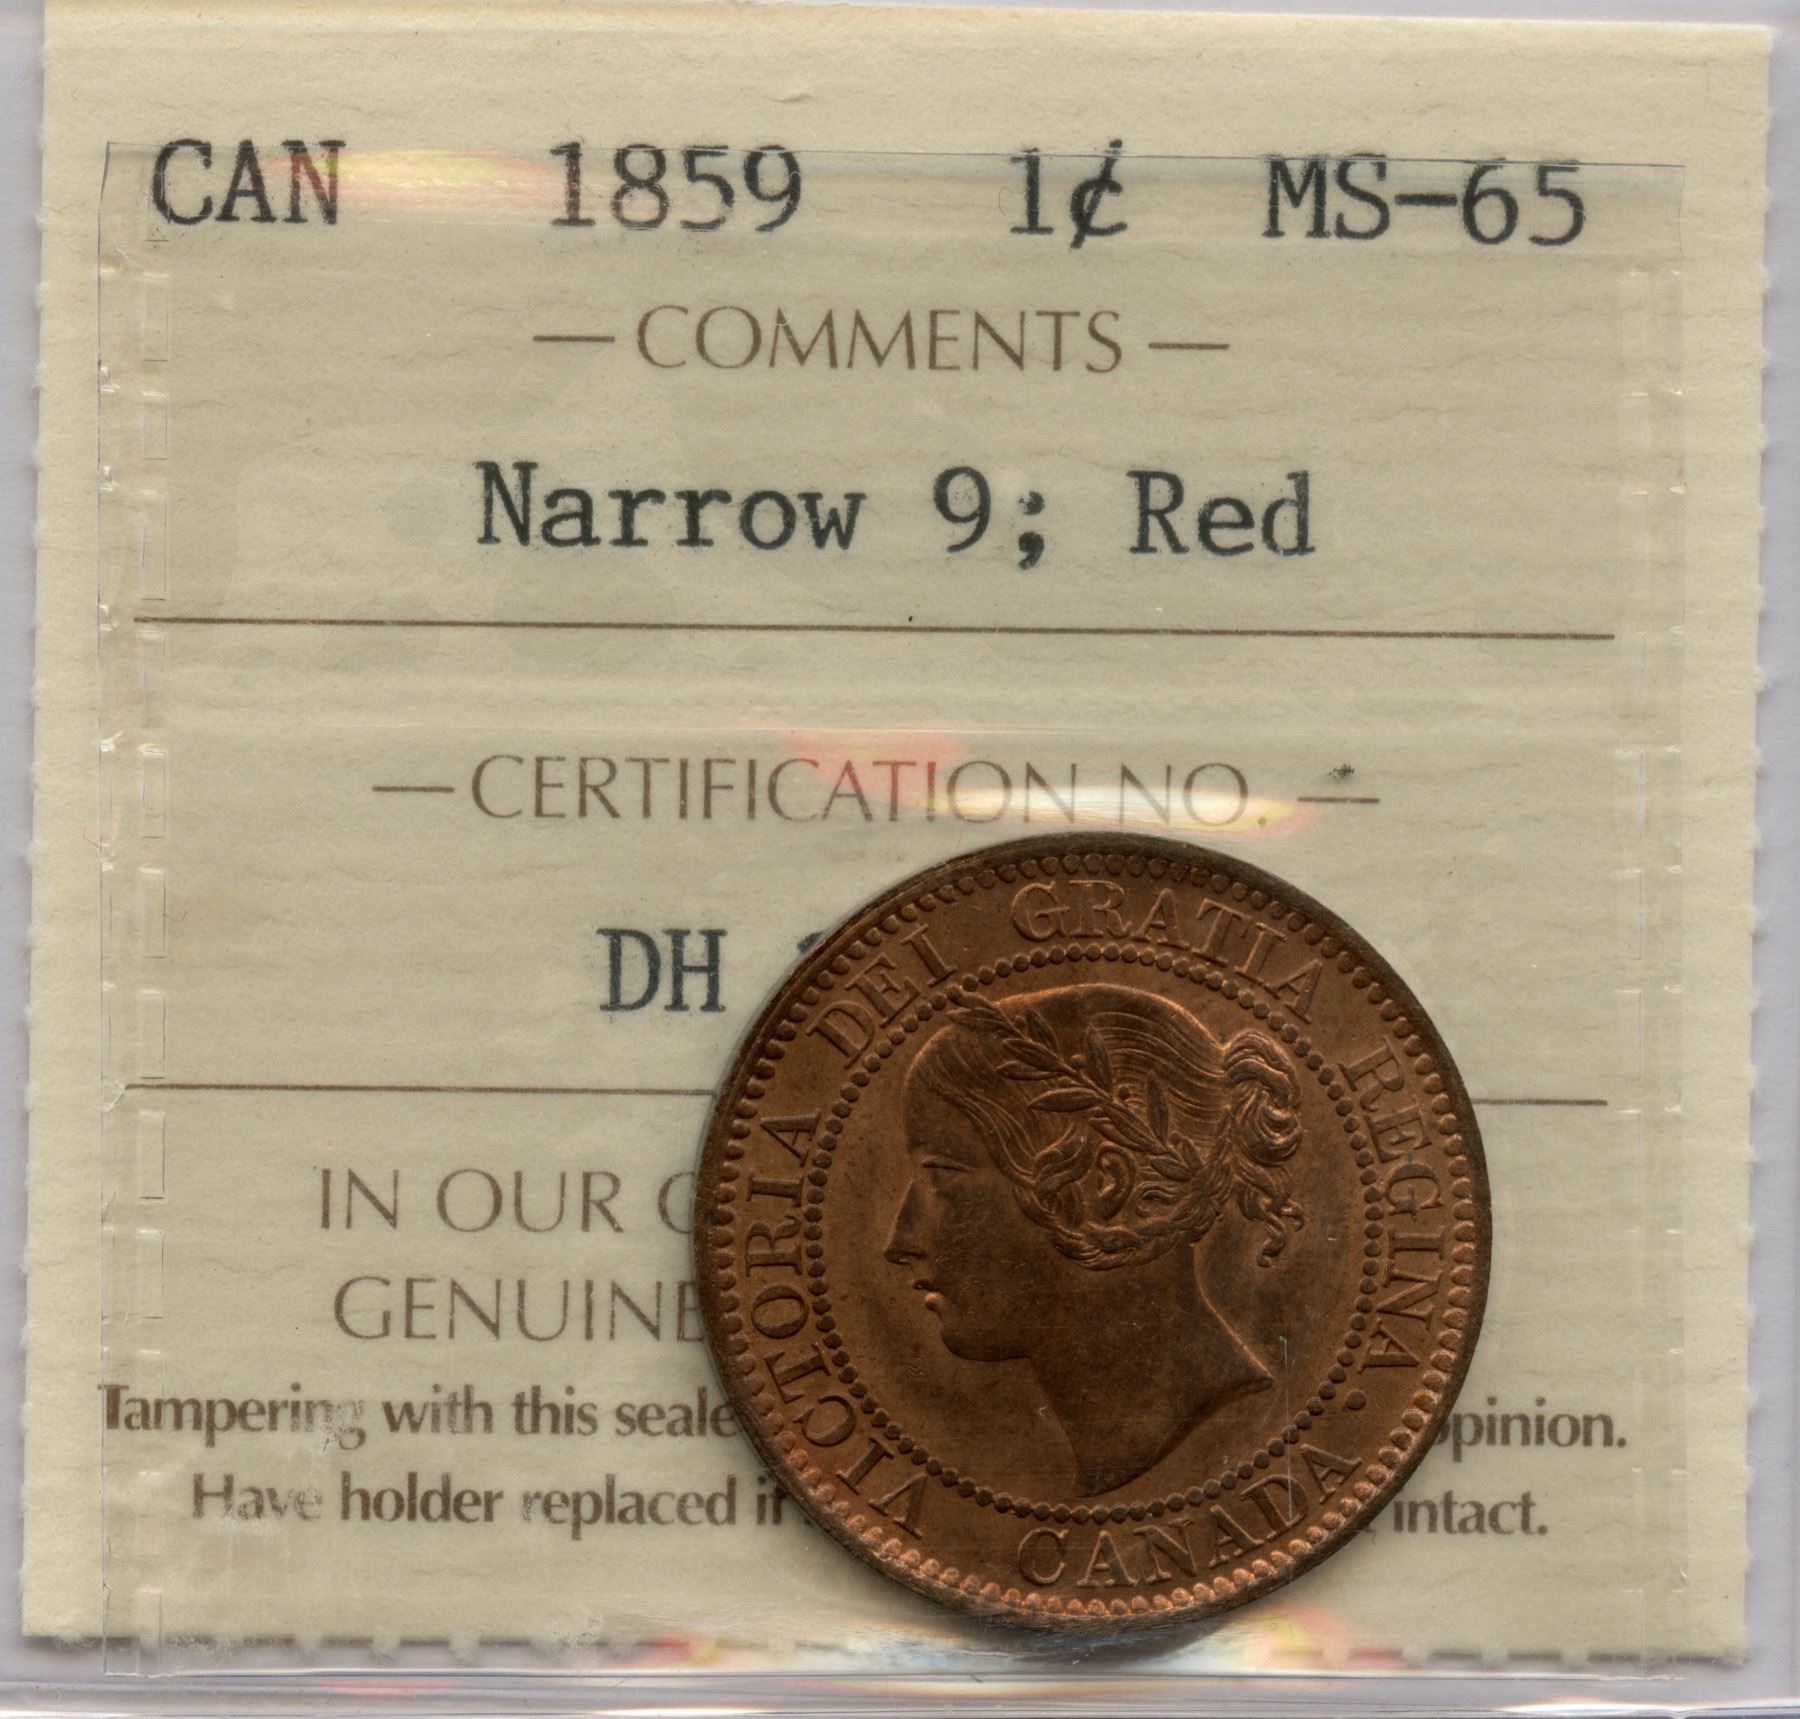 CAN 1859 1¢ MS-65
— COMMENTS —
Narrow 9; Red
— CERTIFICATION NO. —
DH
IN OUR
GENUINE
Tampering with this seale pinion.
Have holder replaced intact.
VICTORIA DEI GRATIA REGINA.
CANADA